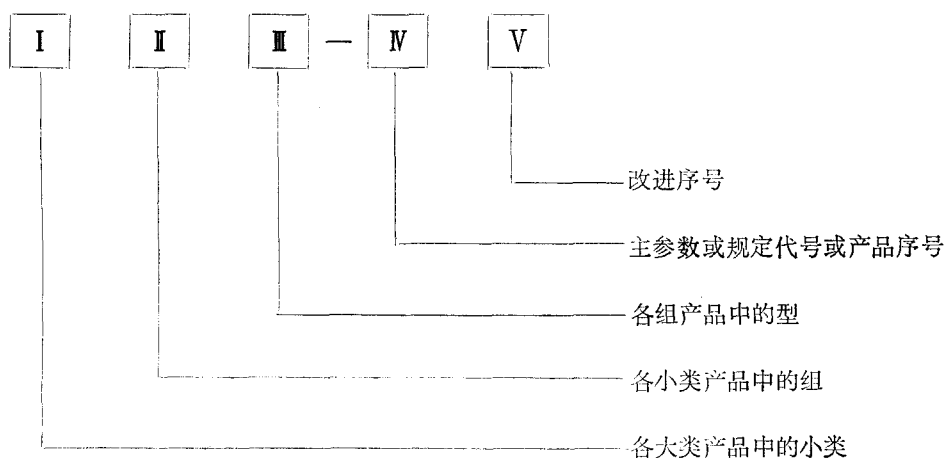 Ⅰ Ⅱ Ⅲ — Ⅳ Ⅴ
改进序号
主参数或规定代号或产品序号
各组产品中的型
各小类产品中的组
各大类产品中的小类